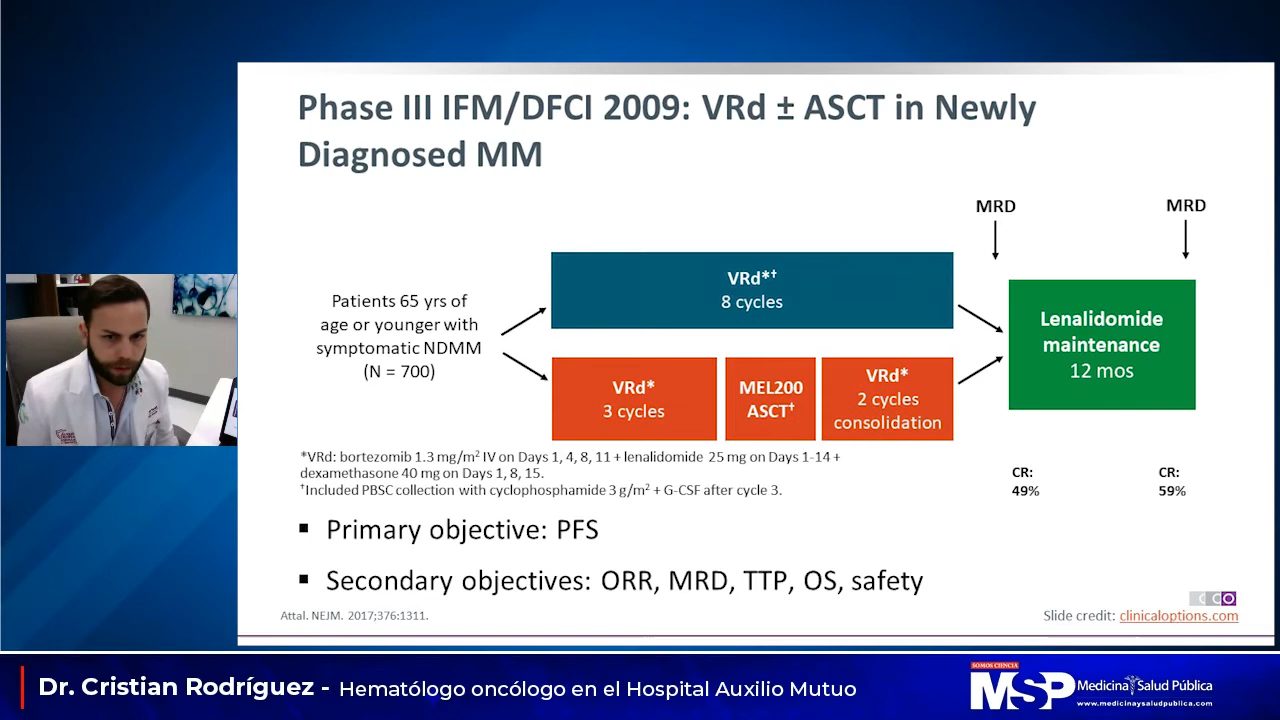 Phase III IFM/DFCI 2009: VRd ± ASCT in Newly
Diagnosed MM
MRD
MRD
Patients 65 yrs of
age or younger with
symptomatic NDMM
(N = 700)
VRd*†
8 cycles
VRd*
3 cycles
MEL200
ASCT†
VRd*
2 cycles
consolidation
Lenalidomide
maintenance
12 mos
*VRd: bortezomib 1.3 mg/m² IV on Days 1, 4, 8, 11 + lenalidomide 25 mg on Days 1-14 +
dexamethasone 40 mg on Days 1, 8, 15.
†Included PBSC collection with cyclophosphamide 3 g/m² + G-CSF after cycle 3.
CR:
49%
CR:
59%
▪ Primary objective: PFS
▪ Secondary objectives: ORR, MRD, TTP, OS, safety
CCO
Attal. NEJM. 2017;376:1311.
Slide credit: clinicaloptions.com
Dr. Cristian Rodríguez - Hematólogo oncólogo en el Hospital Auxilio Mutuo
SOMOS CIENCIA
MSP Medicina y Salud Pública
www.medicinaysaludpublica.com